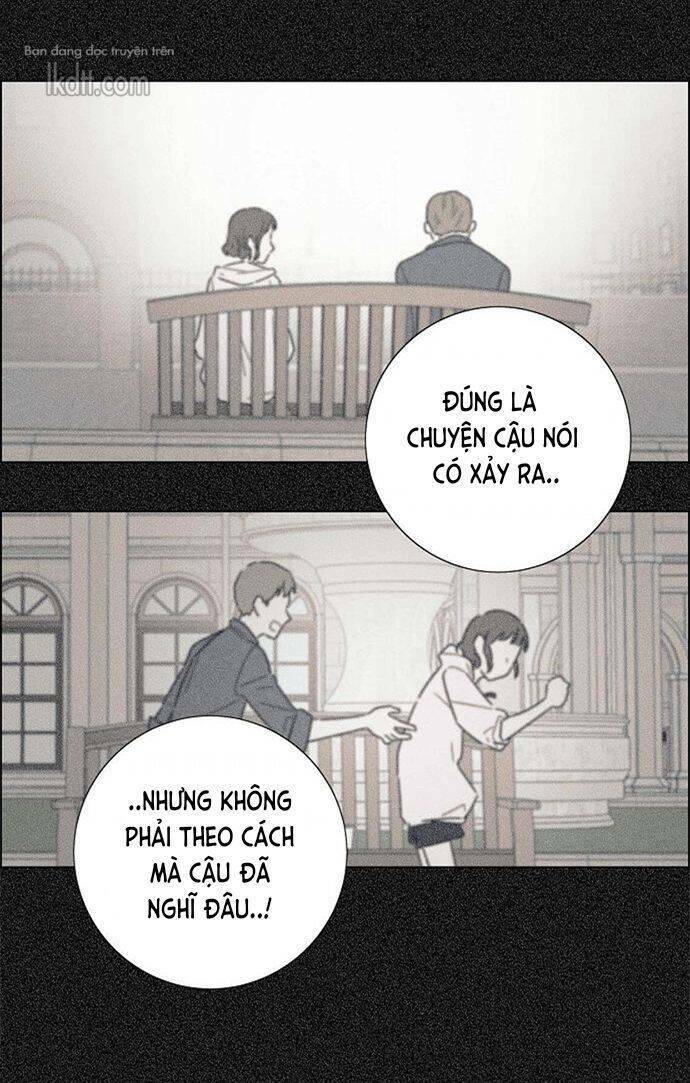 Bạn đang đọc truyện trên
lkdtt.com
ĐÚNG LÀ
CHUYỆN CẬU NÓI
CÓ XẢY RA..
..NHƯNG KHÔNG
PHẢI THEO CÁCH
MÀ CẬU ĐÃ
NGHĨ ĐÂU..!